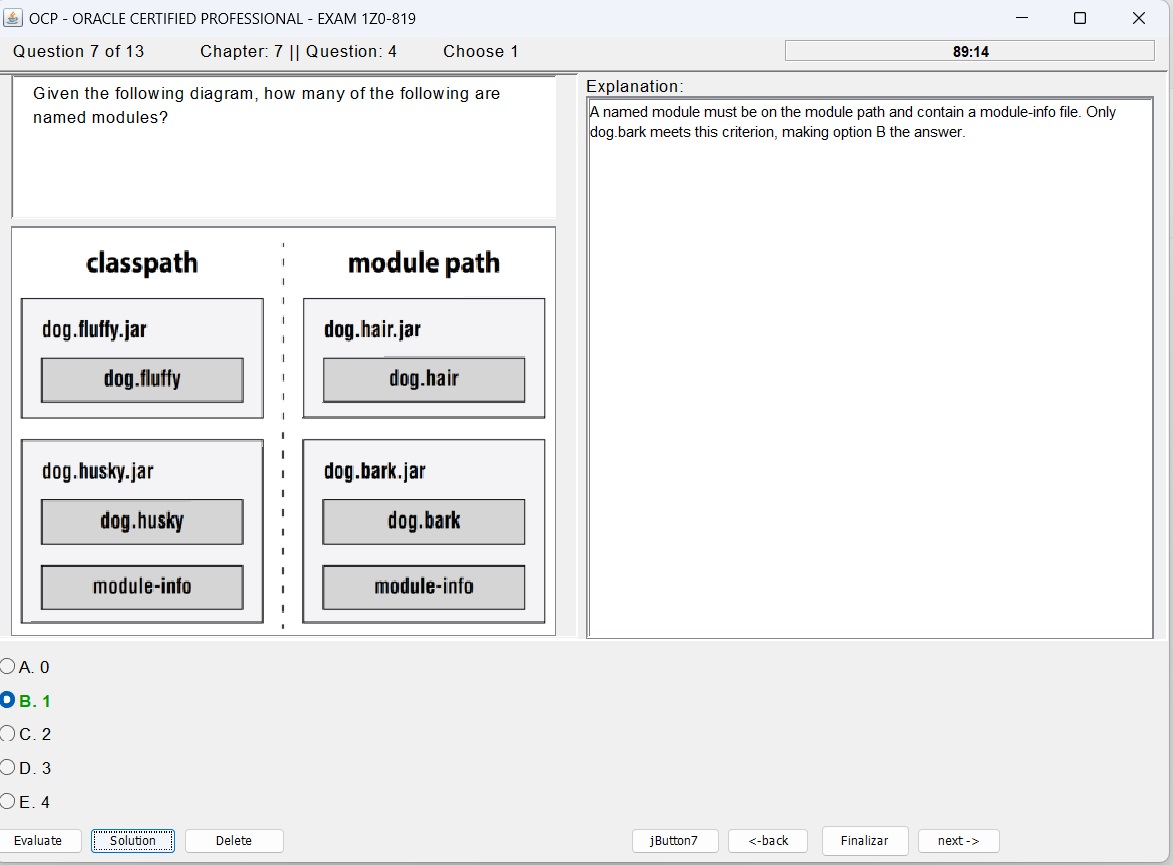 OCP - ORACLE CERTIFIED PROFESSIONAL - EXAM 1Z0-819
Question 7 of 13 Chapter: 7 || Question: 4 Choose 1 89:14
Given the following diagram, how many of the following are
named modules?
Explanation:
A named module must be on the module path and contain a module-info file. Only
dog.bark meets this criterion, making option B the answer.
classpath
dog.fluffy.jar
dog.fluffy
dog.husky.jar
dog.husky
module-info
module path
dog.hair.jar
dog.hair
dog.bark.jar
dog.bark
module-info
A. 0
B. 1
C. 2
D. 3
E. 4
Evaluate Solution Delete jButton7 <-back Finalizar next ->